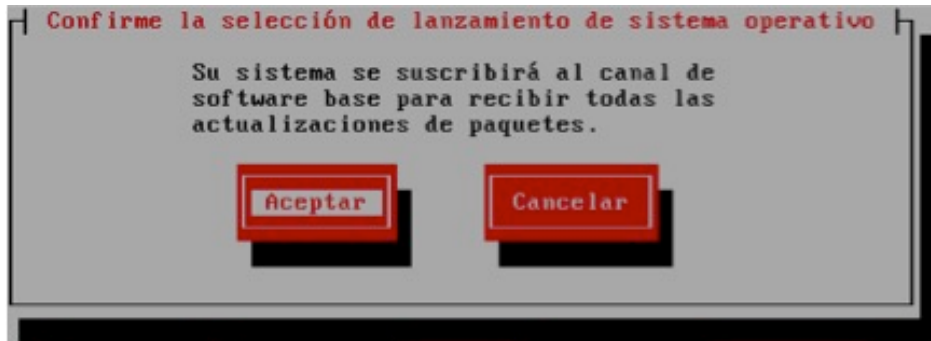 Confirme la selección de lanzamiento de sistema operativo
Su sistema se suscribirá al canal de
software base para recibir todas las
actualizaciones de paquetes.
Aceptar Cancelar